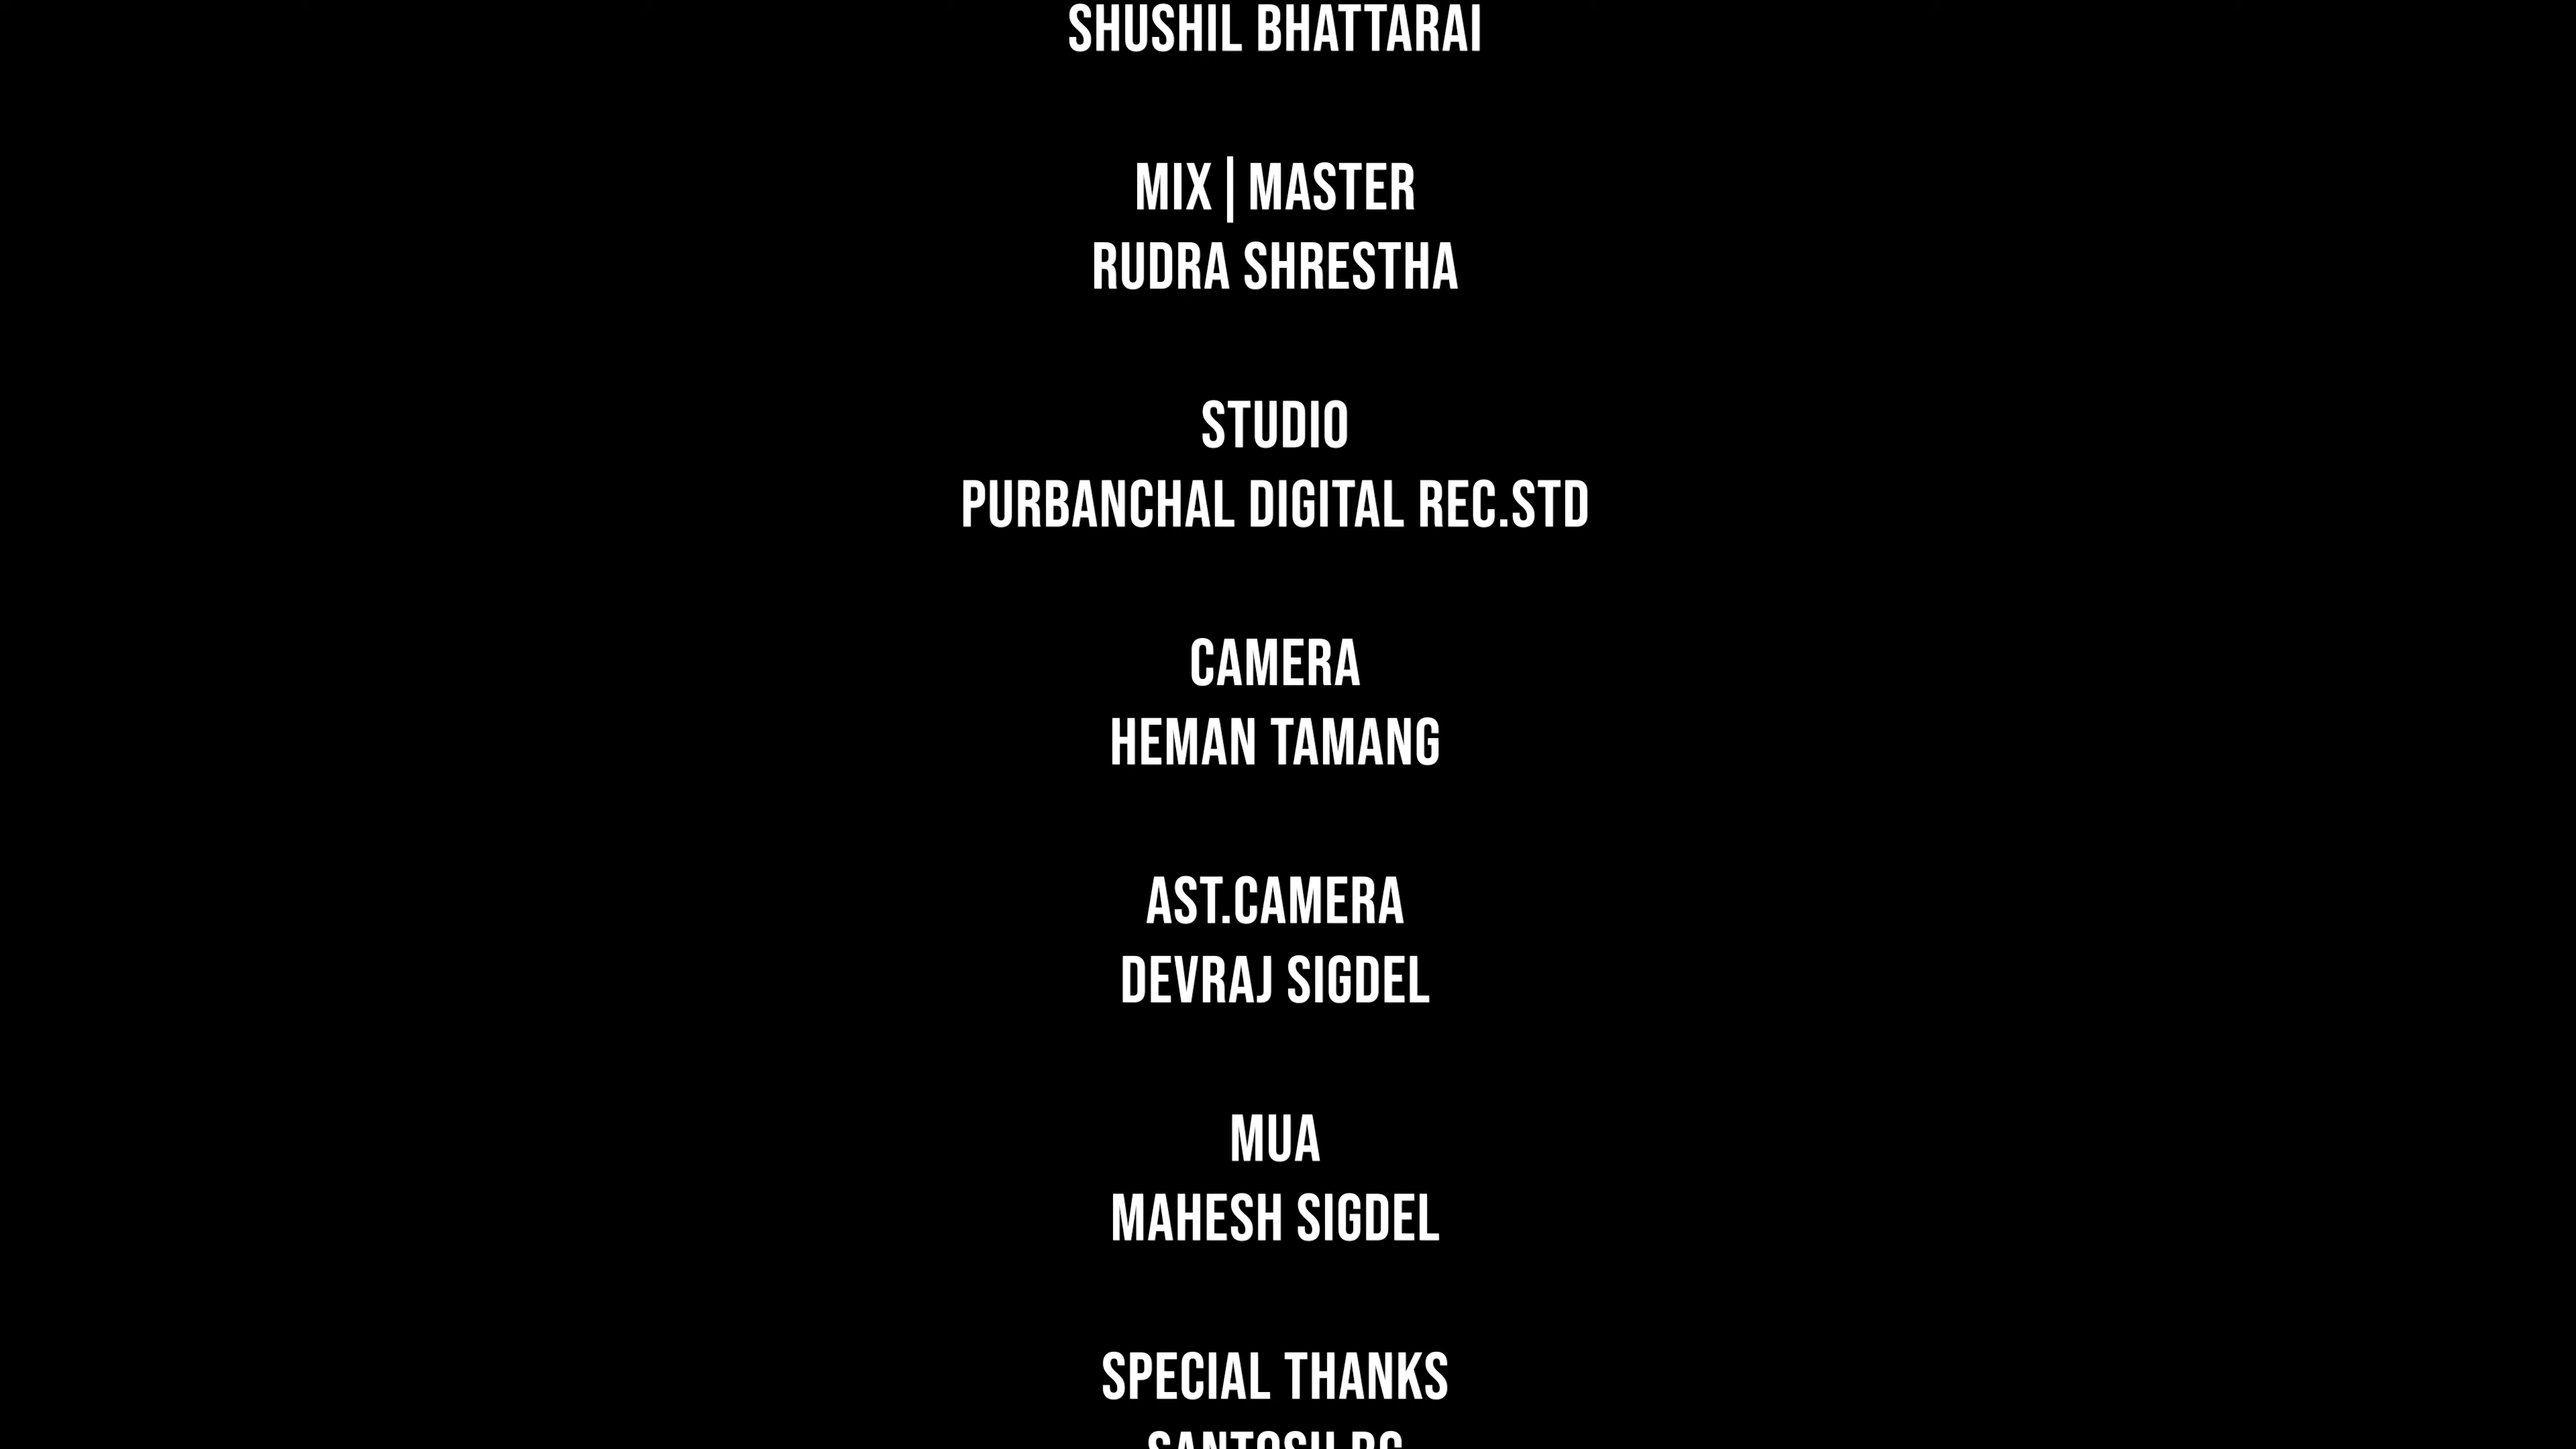 SHUSHIL BHATTARAI
MIX | MASTER
RUDRA SHRESTHA
STUDIO
PURBANCHAL DIGITAL REC.STD
CAMERA
HEMAN TAMANG
AST.CAMERA
DEVRAJ SIGDEL
MUA
MAHESH SIGDEL
SPECIAL THANKS
SANTOSH